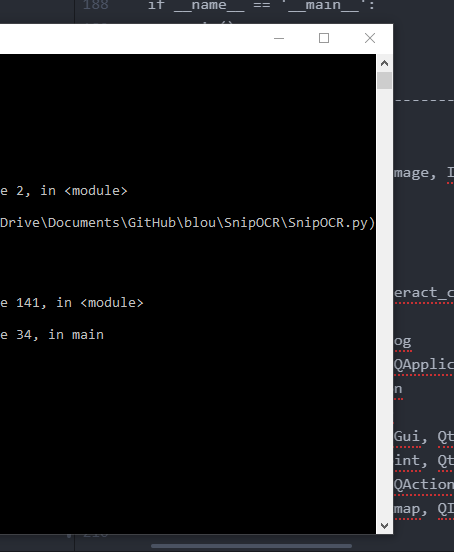 188 if __name__ == '__main__':
mage, I
e 2, in <module>
Drive\Documents\GitHub\blou\SnipOCR\SnipOCR.py)
eract_c
e 141, in <module>
e 34, in main
og
QApplic
n
Gui, Qt
int, Qt
QAction
map, QI